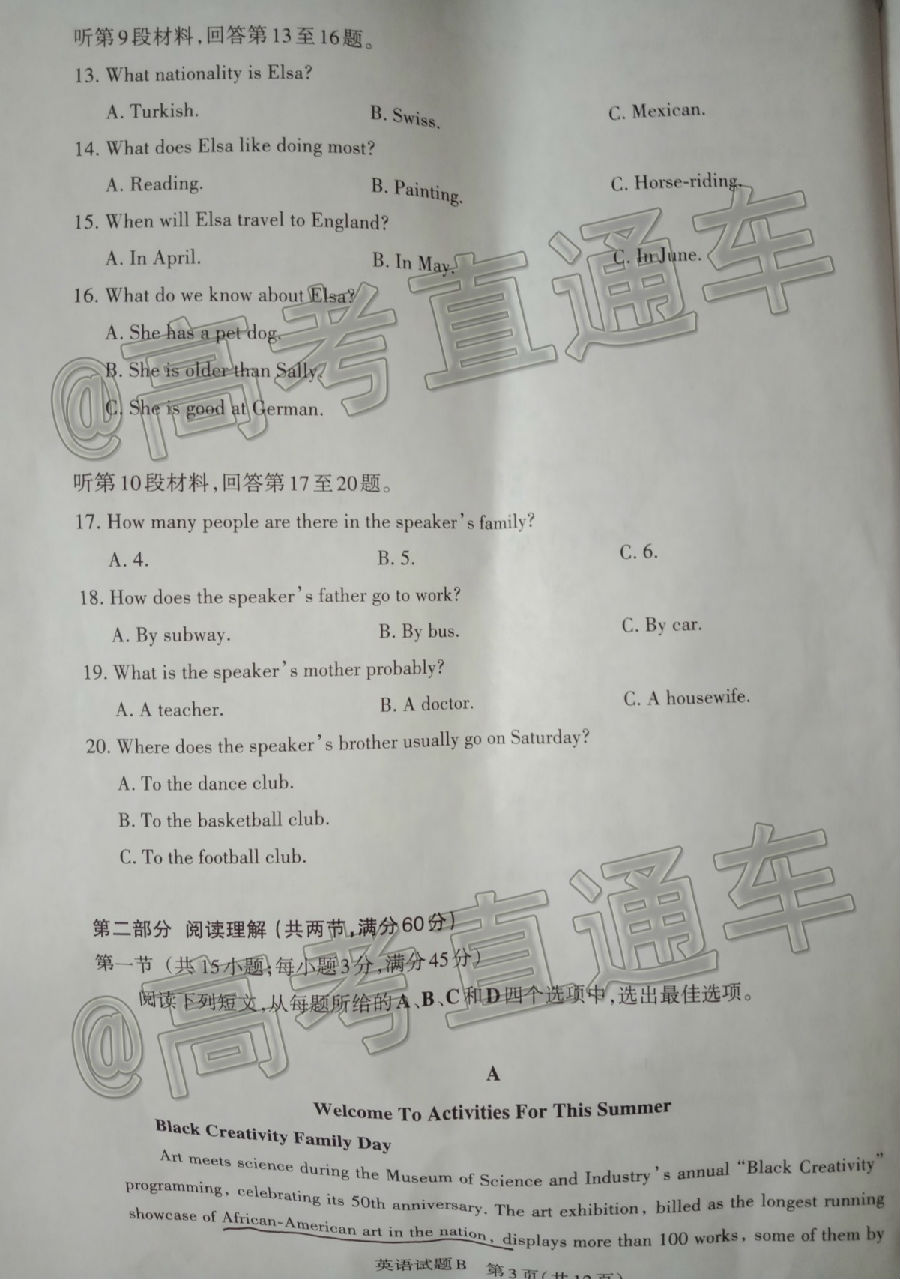 听第9段材料,回答第13至16题。
13. What nationality is Elsa?
A. Turkish. B. Swiss. C. Mexican.
14. What does Elsa like doing most?
A. Reading. B. Painting. C. Horse-riding.
15. When will Elsa travel to England?
A. In April. B. In May. C. In June.
16. What do we know about Elsa?
A. She has a pet dog.
B. She is older than Sally.
C. She is good at German.
@高考直通车
听第10段材料,回答第17至20题。
17. How many people are there in the speaker's family?
A. 4. B. 5. C. 6.
18. How does the speaker's father go to work?
A. By subway. B. By bus. C. By car.
19. What is the speaker's mother probably?
A. A teacher. B. A doctor. C. A housewife.
20. Where does the speaker's brother usually go on Saturday?
A. To the dance club.
B. To the basketball club.
C. To the football club.
第二部分 阅读理解(共两节,满分60分)
第一节(共15小题;每小题3分,满分45分)
阅读下列短文,从每题所给的A、B、C和D四个选项中,选出最佳选项。
@高考直通车
A
Welcome To Activities For This Summer
Black Creativity Family Day
Art meets science during the Museum of Science and Industry's annual "Black Creativity"
programming, celebrating its 50th anniversary. The art exhibition, billed as the longest running
showcase of African-American art in the nation, displays more than 100 works, some of them by
英语试题B 第3页(共12页)